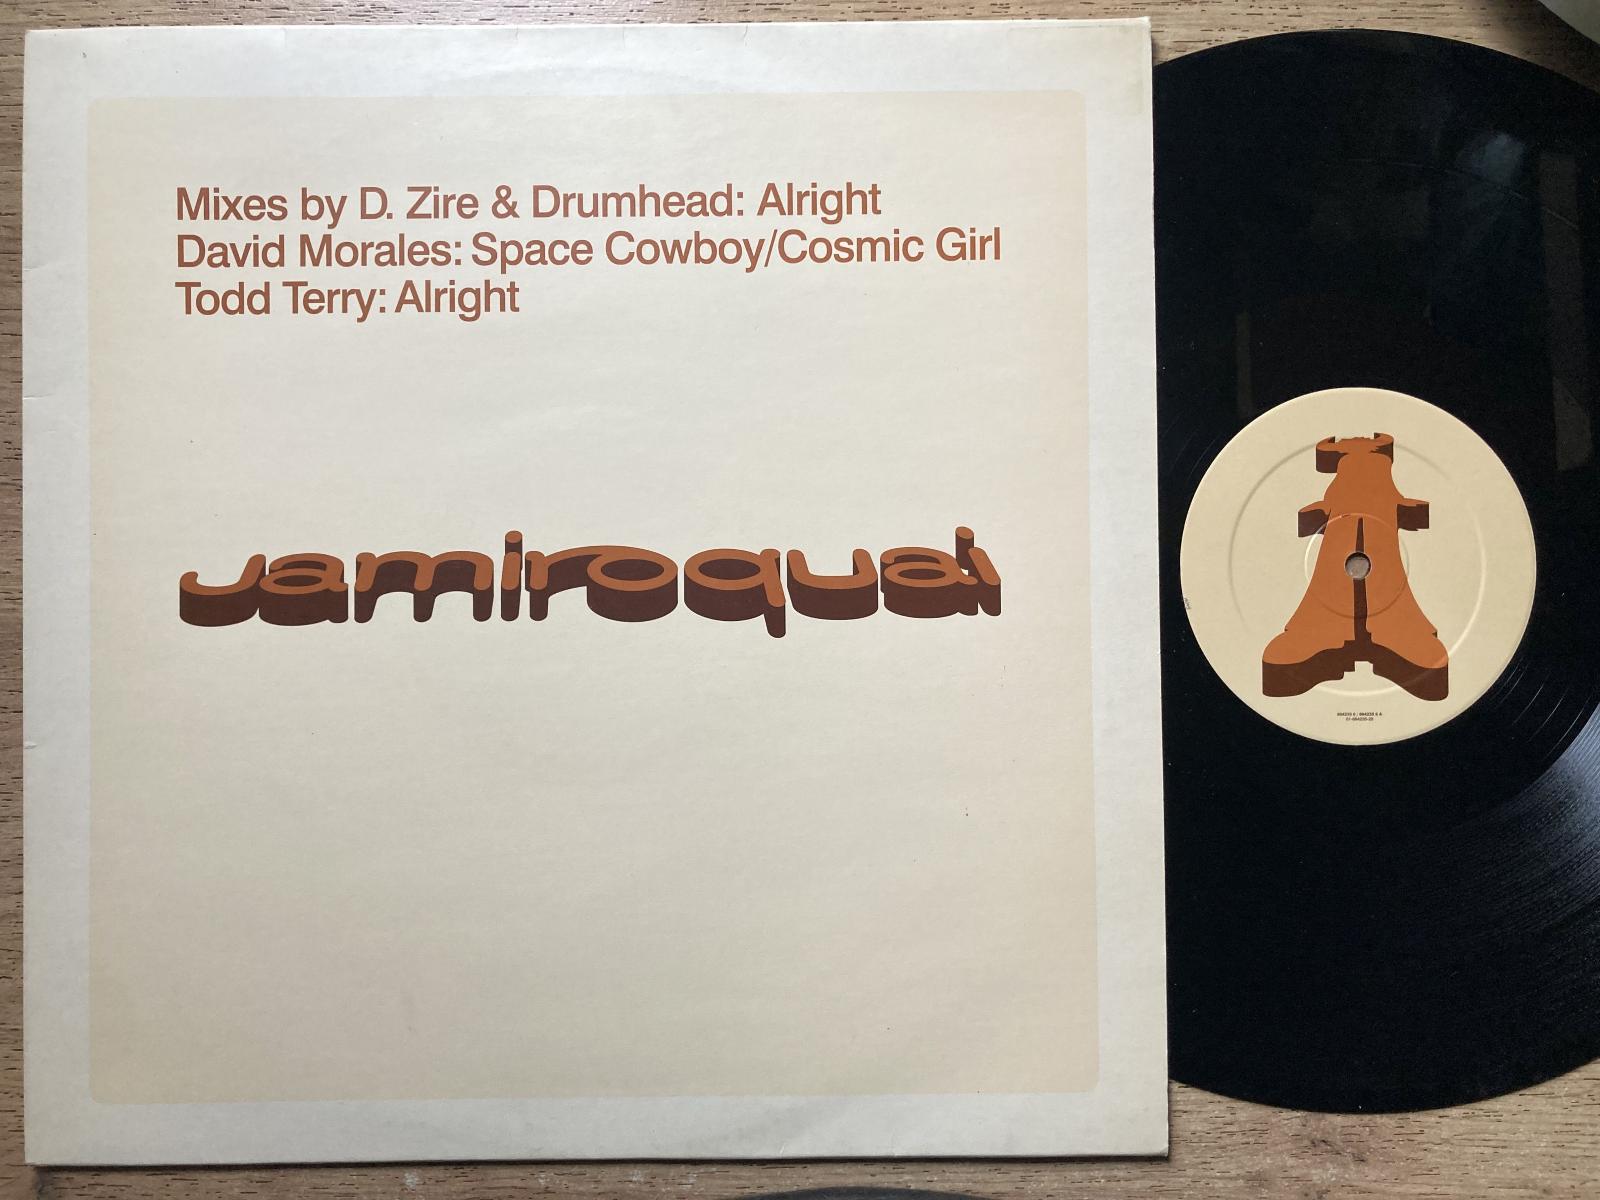 Mixes by D. Zire & Drumhead: Alright
David Morales: Space Cowboy/Cosmic Girl
Todd Terry: Alright
Jamiroquai